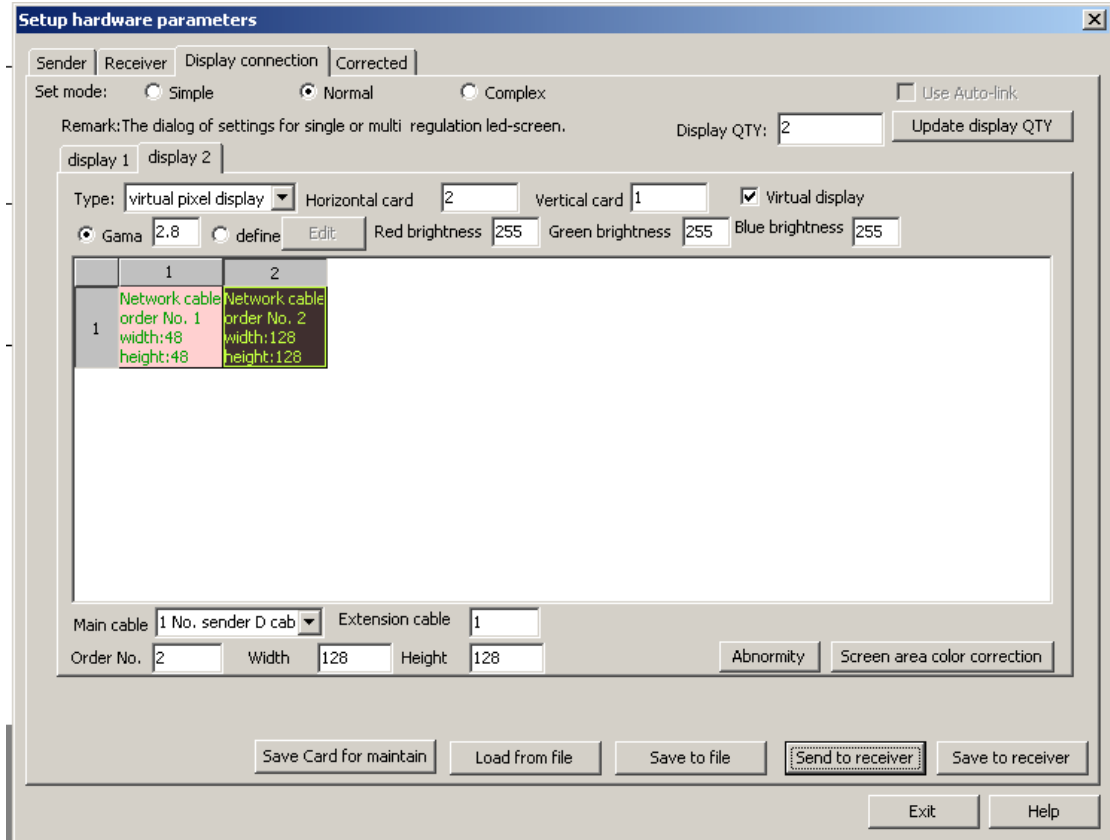 Setup hardware parameters
Sender Receiver Display connection Corrected
Set mode: Simple Normal Complex Use Auto-link
Remark:The dialog of settings for single or multi regulation led-screen. Display QTY: 2 Update display QTY
display 1 display 2
Type: virtual pixel display Horizontal card 2 Vertical card 1 Virtual display
Gama 2.8 define Edit Red brightness 255 Green brightness 255 Blue brightness 255
1 2
1
Network cable
order No. 1
width:48
height:48
Network cable
order No. 2
width:128
height:128
Main cable 1 No. sender D cab Extension cable 1
Order No. 2 Width 128 Height 128 Abnormity Screen area color correction
Save Card for maintain Load from file Save to file Send to receiver Save to receiver
Exit Help